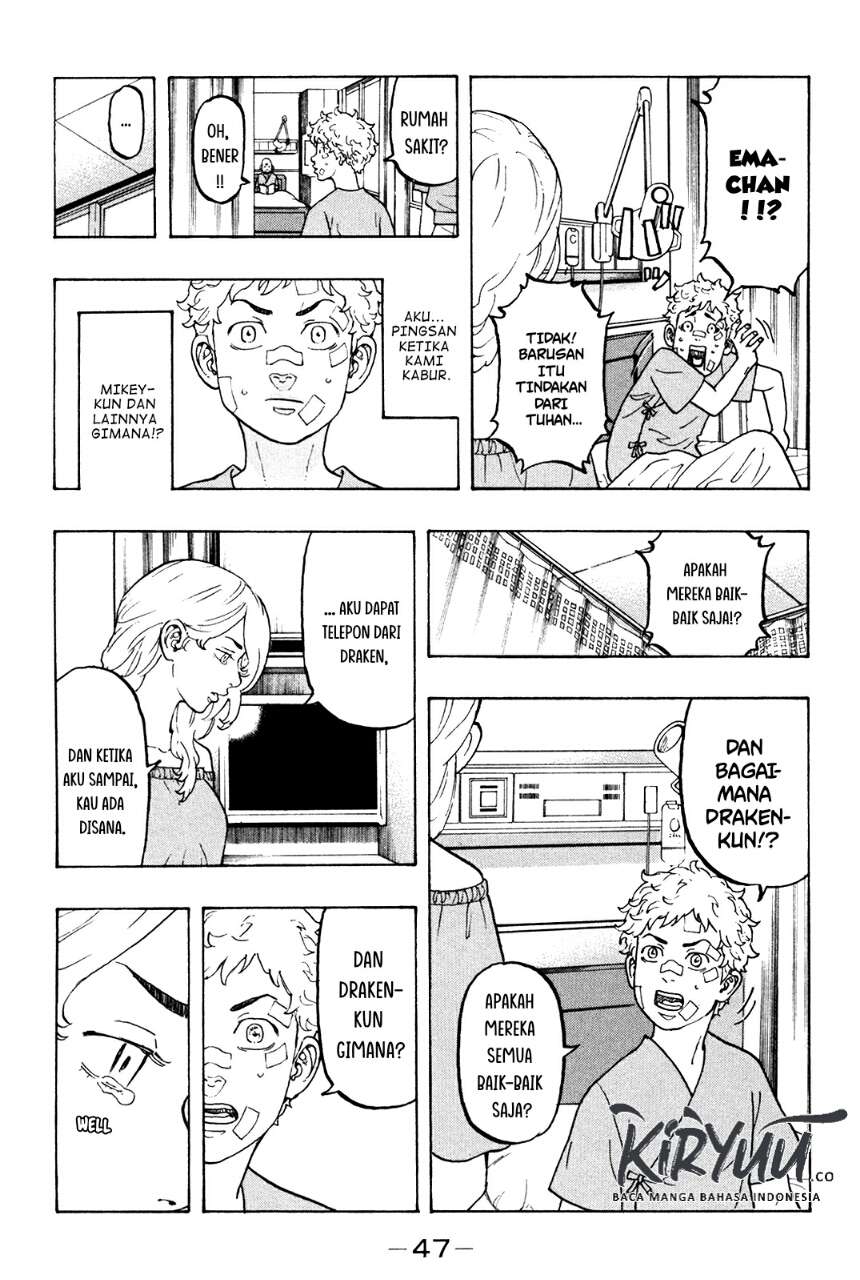 EMA-
CHAN
!!?
TIDAK!
BARUSAN
ITU
TINDAKAN
DARI
TUHAN...
RUMAH
SAKIT?
OH,
BENER
!!
...
AKU...
PINGSAN
KETIKA
KAMI
KABUR.
MIKEY-
KUN DAN
LAINNYA
GIMANA!?
APAKAH
MEREKA BAIK-
BAIK SAJA!?
... AKU DAPAT
TELEPON DARI
DRAKEN,
DAN KETIKA
AKU SAMPAI,
KAU ADA
DISANA.
DAN
BAGAI-
MANA
DRAKEN-
KUN!?
APAKAH
MEREKA
SEMUA
BAIK-BAIK
SAJA?
DAN
DRAKEN-
KUN
GIMANA?
WELL
KIRYUU.CO
BACA MANGA BAHASA INDONESIA
-47-